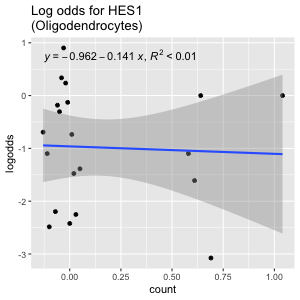 Log odds for HES1
(Oligodendrocytes)
y = −0.962 − 0.141 x, R² < 0.01
1
0
-1
-2
-3
logodds
0.00
0.25
0.50
0.75
1.00
count